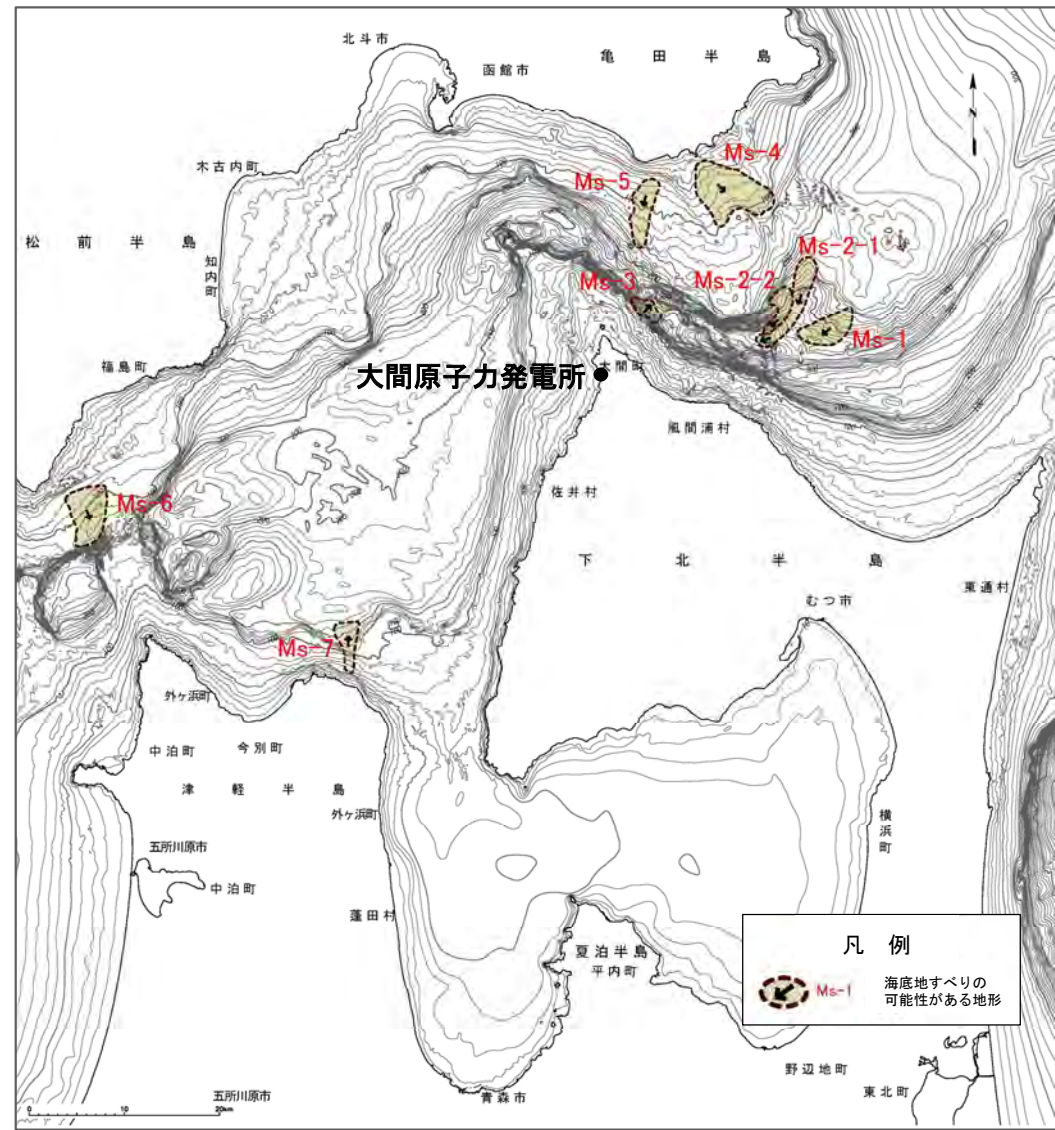 北斗市
函館市
亀田半島
N
木古内町
Ms-4
Ms-5
松前半島
知内町
Ms-2-1
Ms-2-2
Ms-3
Ms-1
福島町
大間町
大間原子力発電所
風間浦村
佐井村
Ms-6
下北半島
東通村
むつ市
Ms-7
外ヶ浜町
中泊町
今別町
津軽半島
外ヶ浜町
横浜町
五所川原市
中泊町
蓬田村
夏泊半島
平内町
凡 例
Ms-1
海底地すべりの
可能性がある地形
野辺地町
東北町
五所川原市
青森市
0 10 20km